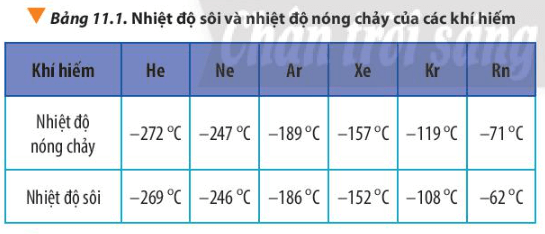 Chân trời sáng
▼ Bảng 11.1. Nhiệt độ sôi và nhiệt độ nóng chảy của các khí hiếm
Khí hiếm He Ne Ar Xe Kr Rn
Nhiệt độ
nóng chảy –272 °C –247 °C –189 °C –157 °C –119 °C –71 °C
Nhiệt độ sôi –269 °C –246 °C –186 °C –152 °C –108 °C –62 °C